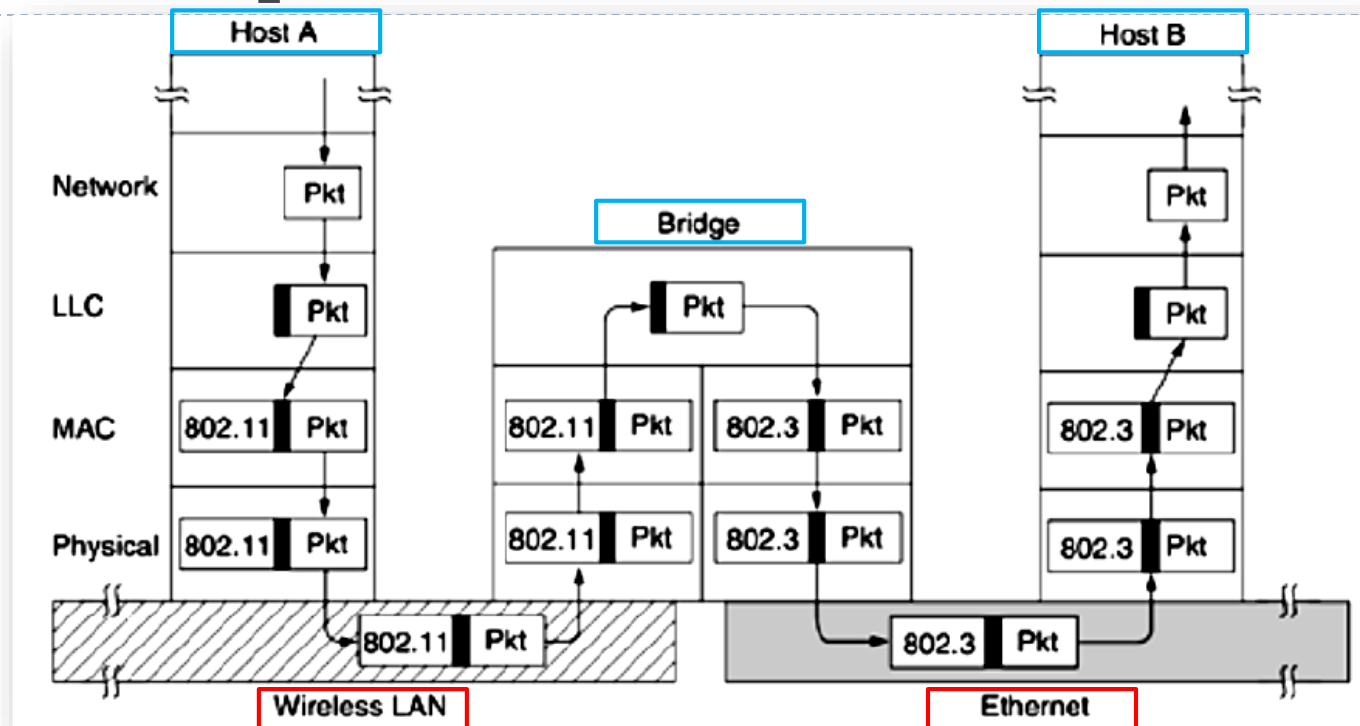 Host A
Host B
Network
Pkt
Pkt
Bridge
LLC
Pkt
Pkt
Pkt
MAC
802.11 Pkt
802.11 Pkt
802.3 Pkt
802.3 Pkt
Physical
802.11 Pkt
802.11 Pkt
802.3 Pkt
802.3 Pkt
802.11 Pkt
802.3 Pkt
Wireless LAN
Ethernet